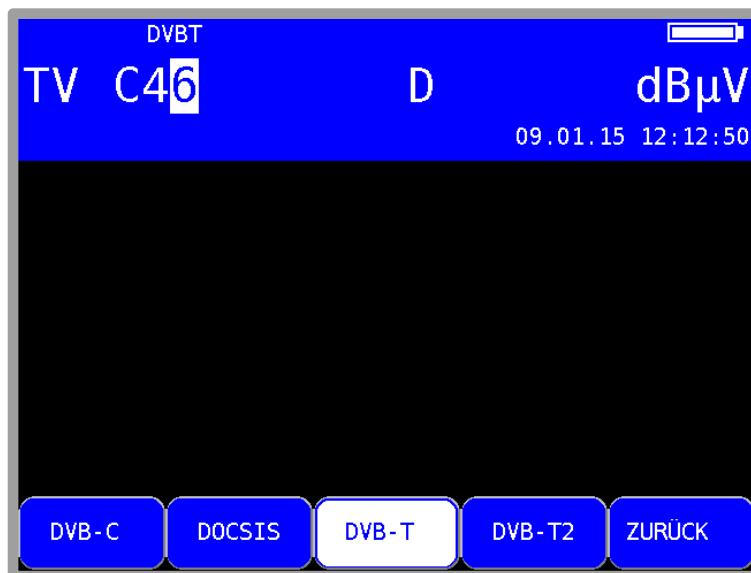 DVBT
TV C46 D dBµV
09.01.15 12:12:50
DVB-C DOCSIS DVB-T DVB-T2 ZURÜCK